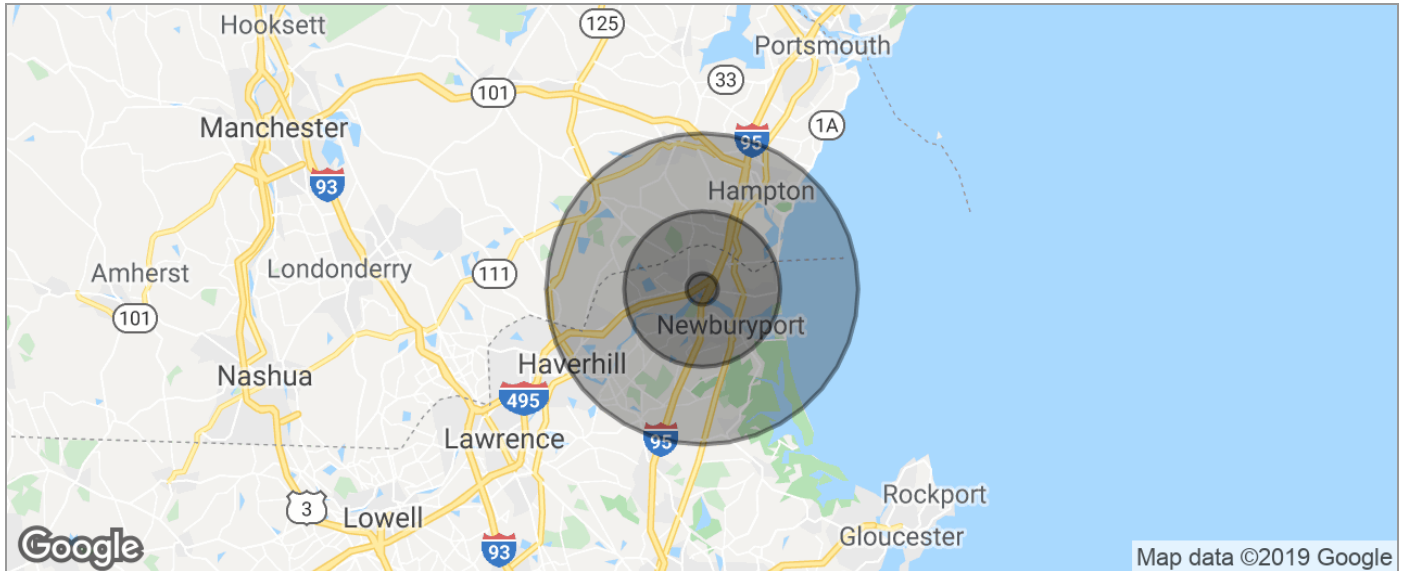 Hooksett
125
Portsmouth
33
101
1A
Manchester
95
93
Hampton
Amherst
Londonderry
111
101
Newburyport
Haverhill
Nashua
495
Lawrence
95
Rockport
3
Lowell
Gloucester
93
Google
Map data ©2019 Google